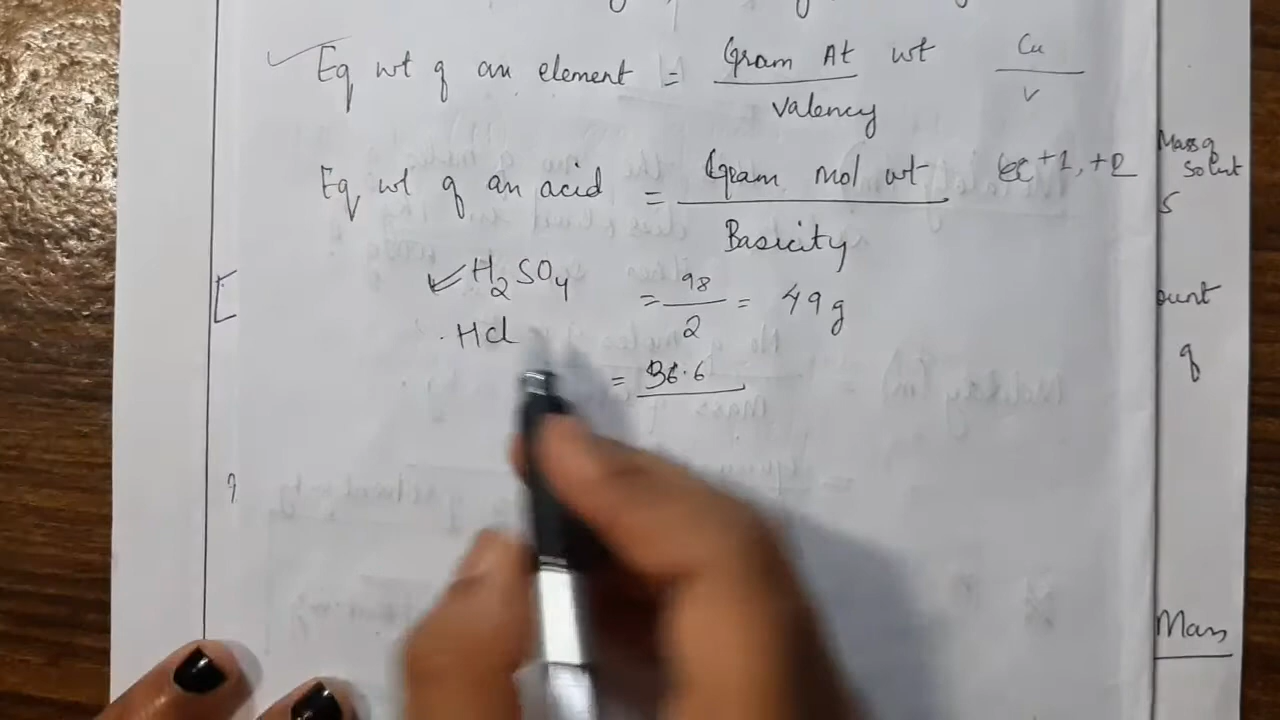 Eq wt of an element = Gram At wt / Valency Cu / V
Eq wt of an acid = Gram mol wt / Basicity +1, +2
H2SO4 = 98 / 2 = 49 g
HCl
= 36.6
Mass of
Solvent
Mass